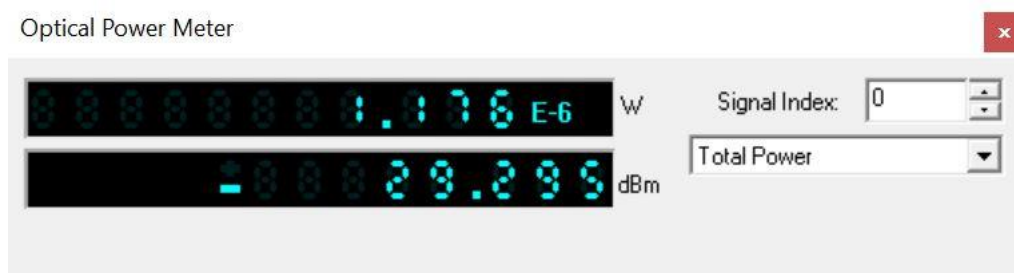 Optical Power Meter
x
1.176 E-6 W
Signal Index: 0
Total Power
- 29.295 dBm